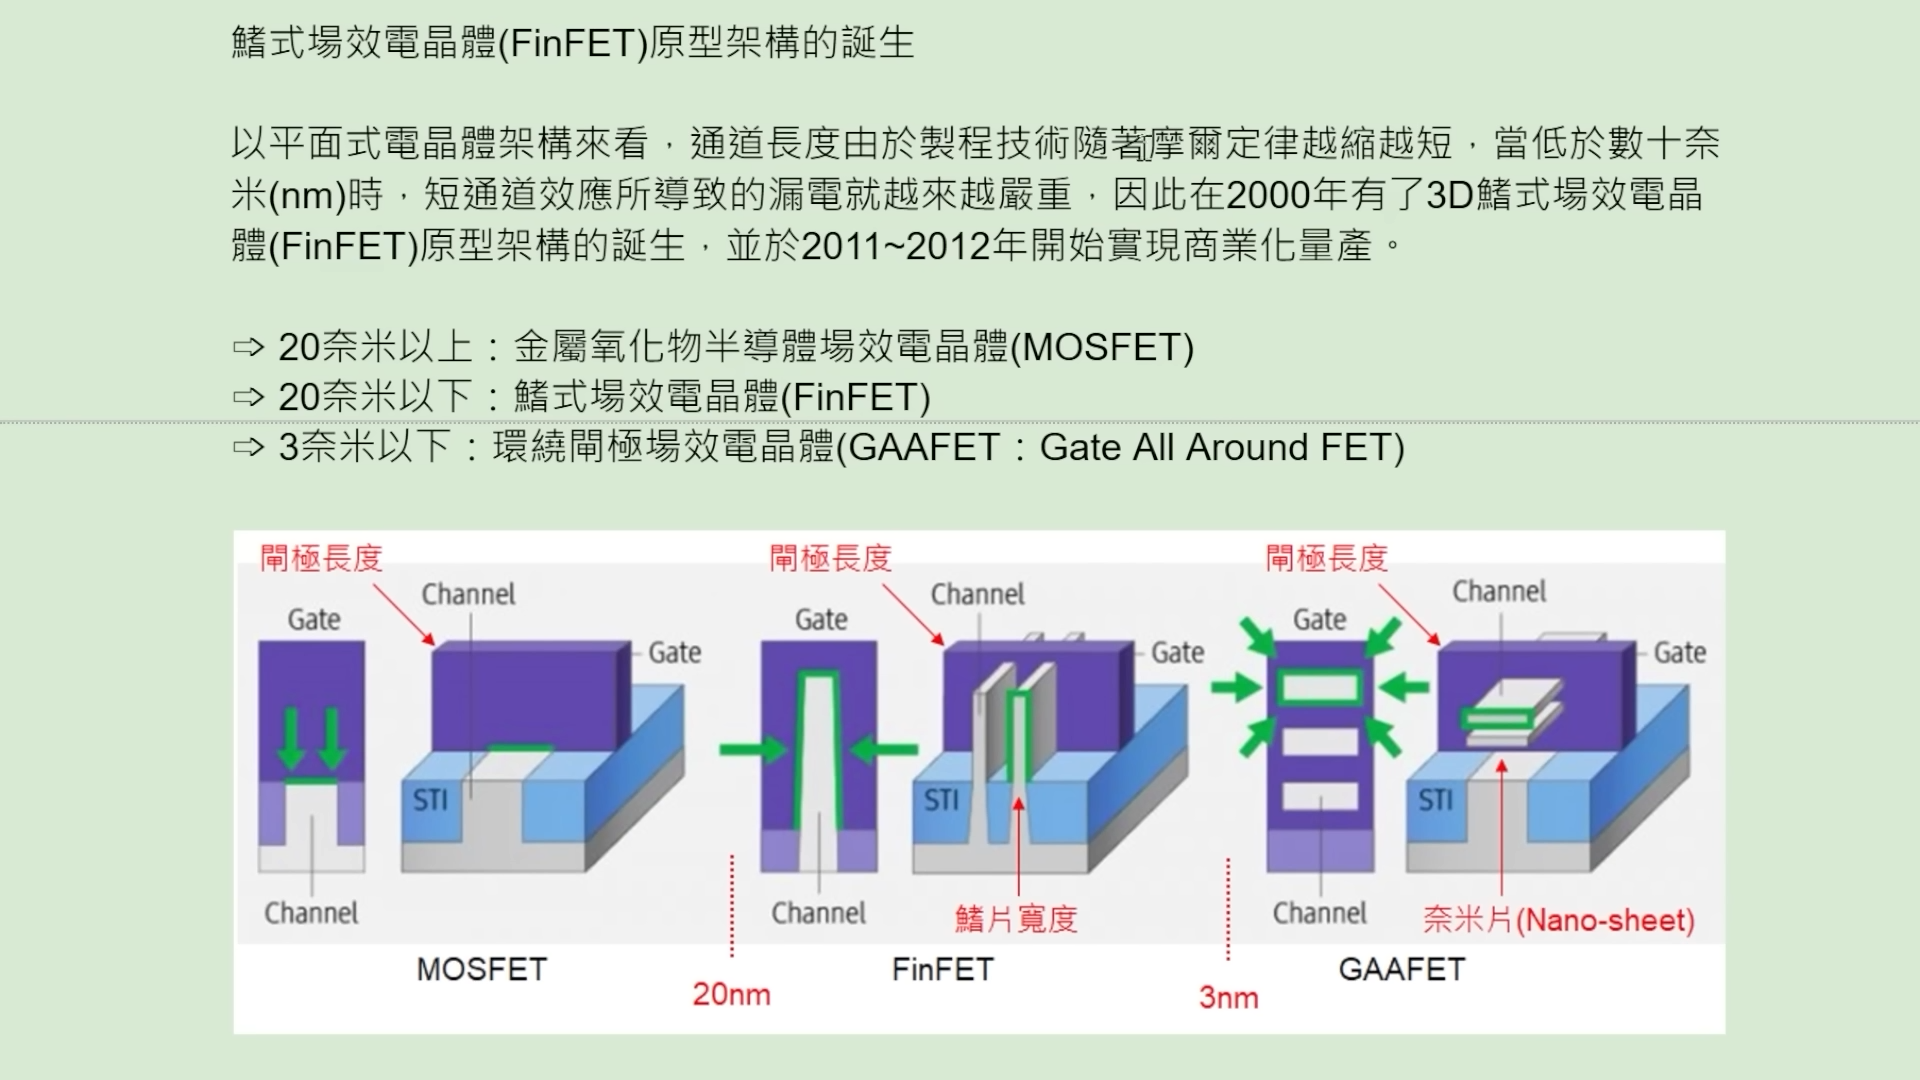 鰭式場效電晶體(FinFET)原型架構的誕生
以平面式電晶體架構來看，通道長度由於製程技術隨著摩爾定律越縮越短，當低於數十奈
米(nm)時，短通道效應所導致的漏電就越來越嚴重，因此在2000年有了3D鰭式場效電晶
體(FinFET)原型架構的誕生，並於2011~2012年開始實現商業化量產。
⇨ 20奈米以上：金屬氧化物半導體場效電晶體(MOSFET)
⇨ 20奈米以下：鰭式場效電晶體(FinFET)
⇨ 3奈米以下：環繞閘極場效電晶體(GAAFET：Gate All Around FET)
閘極長度
Channel
Gate
Gate
STI
Channel
MOSFET
20nm
閘極長度
Channel
Gate
Gate
STI
Channel
鰭片寬度
FinFET
3nm
閘極長度
Channel
Gate
Gate
STI
Channel
奈米片(Nano-sheet)
GAAFET